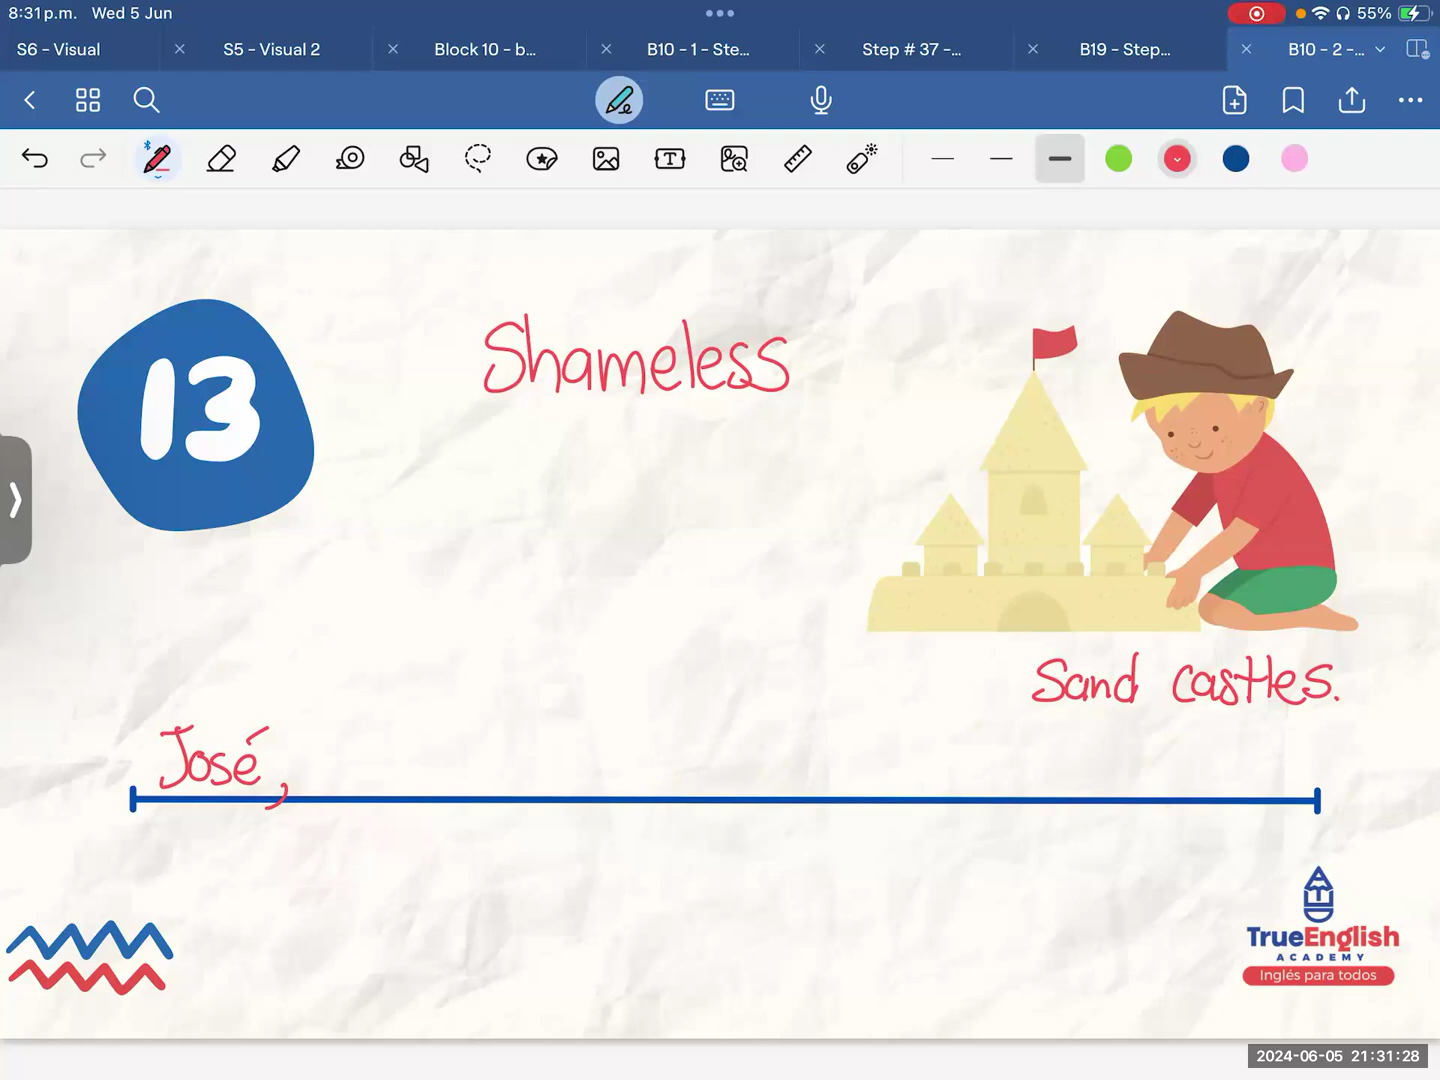 8:31 p.m. Wed 5 Jun
55%
S6 - Visual
S5 - Visual 2
Block 10 - b...
B10 - 1 - Ste...
Step # 37 -...
B19 - Step...
B10 - 2 -...
13
Shameless
Sand castles.
José,
TrueEnglish
ACADEMY
Inglés para todos
2024-06-05 21:31:28